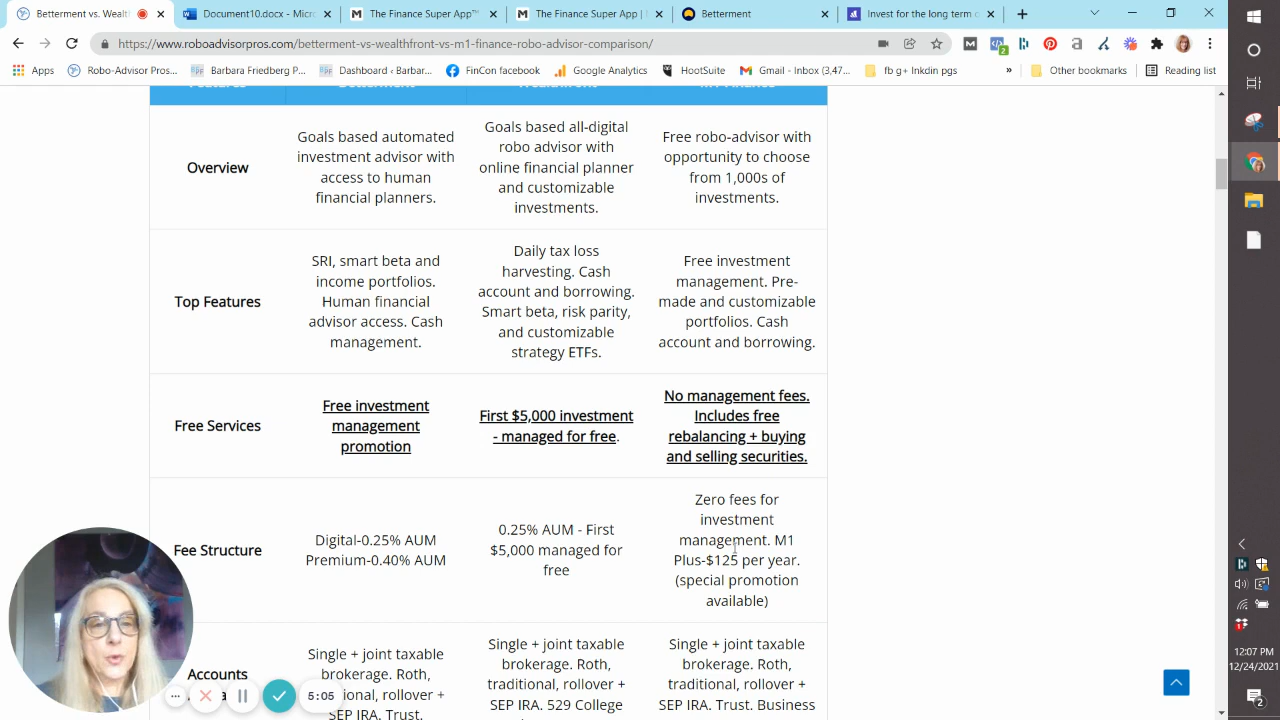 Betterment vs. Wealt
Document10.docx - Micro
The Finance Super App™
The Finance Super App | 
Betterment
Invest for the long term 
https://www.roboadvisorpros.com/betterment-vs-wealthfront-vs-m1-finance-robo-advisor-comparison/
Apps
Robo-Advisor Pros...
Barbara Friedberg P...
Dashboard ‹ Barbar...
FinCon facebook
Google Analytics
HootSuite
Gmail - Inbox (3,47...
fb g+ lnkdin pgs
»
Other bookmarks
Reading list
Overview
Goals based automated
investment advisor with
access to human
financial planners.
Goals based all-digital
robo advisor with
online financial planner
and customizable
investments.
Free robo-advisor with
opportunity to choose
from 1,000s of
investments.
Top Features
SRI, smart beta and
income portfolios.
Human financial
advisor access. Cash
management.
Daily tax loss
harvesting. Cash
account and borrowing.
Smart beta, risk parity,
and customizable
strategy ETFs.
Free investment
management. Pre-
made and customizable
portfolios. Cash
account and borrowing.
Free Services
Free investment
management
promotion
First $5,000 investment
- managed for free.
No management fees.
Includes free
rebalancing + buying
and selling securities.
Fee Structure
Digital-0.25% AUM
Premium-0.40% AUM
0.25% AUM - First
$5,000 managed for
free
Zero fees for
investment
management. M1
Plus-$125 per year.
(special promotion
available)
Accounts
Single + joint taxable
brokerage. Roth,
tional, rollover +
SEP IRA. Trust.
Single + joint taxable
brokerage. Roth,
traditional, rollover +
SEP IRA. 529 College
Single + joint taxable
brokerage. Roth,
traditional, rollover +
SEP IRA. Trust. Business
5:05
12:07 PM
12/24/2021
2